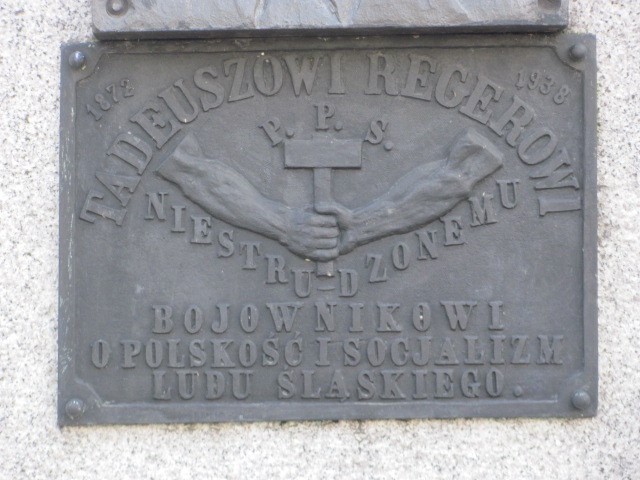 1872 1938
TADEUSZOWI REGEROWI
P. P. S.
NIESTRUDZONEMU
BOJOWNIKOWI
O POLSKOŚĆ I SOCJALIZM
LUDU ŚLĄSKIEGO.